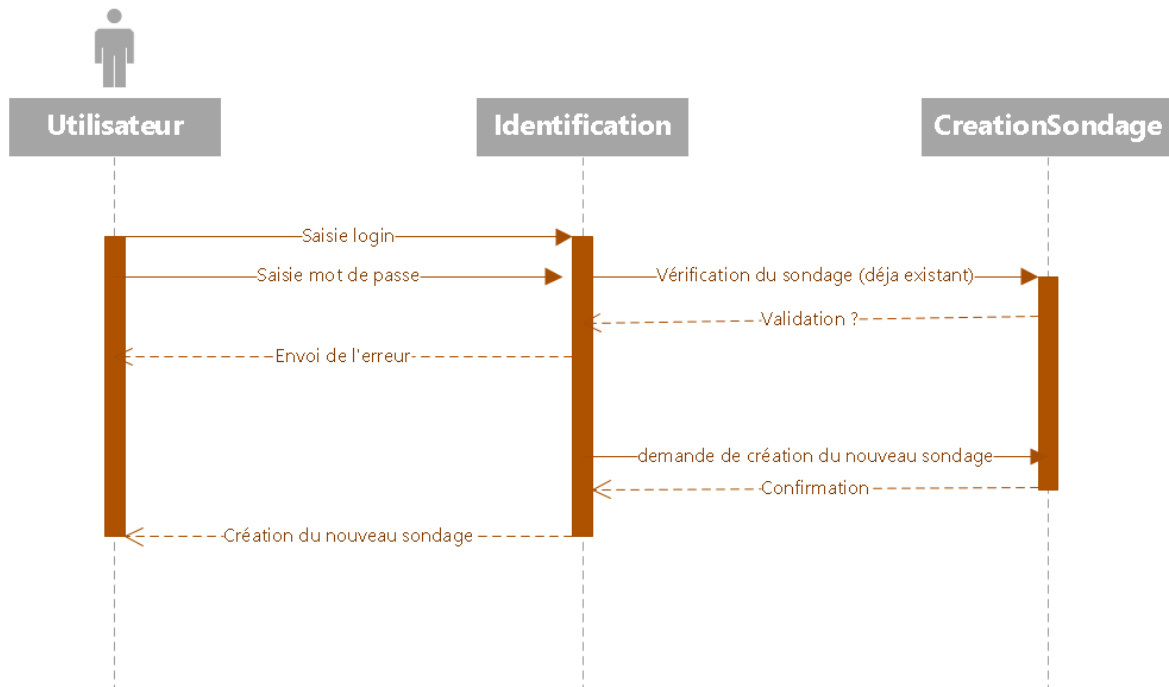 Utilisateur
Identification
CreationSondage
Saisie login
Saisie mot de passe
Vérification du sondage (déja existant)
Validation ?
Envoi de l'erreur
demande de création du nouveau sondage
Confirmation
Création du nouveau sondage